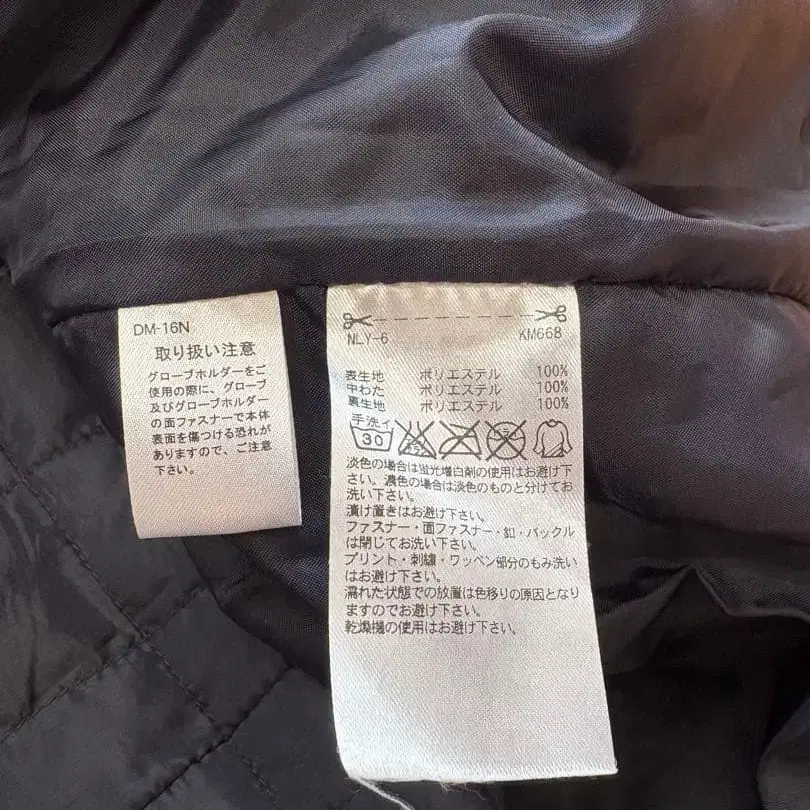 DM-16N
取り扱い注意
グローブホルダーをご
使用の際に、グローブ
及びグローブホルダー
の面ファスナーで本体
表面を傷つける恐れが
ありますので、ご注意
下さい。
NLY-6 KM668
表生地 ポリエステル 100%
中わた ポリエステル 100%
裏生地 ポリエステル 100%
手洗イ
30
淡色の場合は蛍光増白剤の使用はお避け下
さい。濃色の場合は淡色のものと分けてお
洗い下さい。
漬け置きはお避け下さい。
ファスナー・面ファスナー・釦・バックル
は閉じてお洗い下さい。
プリント・刺繍・ワッペン部分のもみ洗い
はお避け下さい。
濡れた状態での放置は色移りの原因となり
ますのでお避け下さい。
乾燥機の使用はお避け下さい。